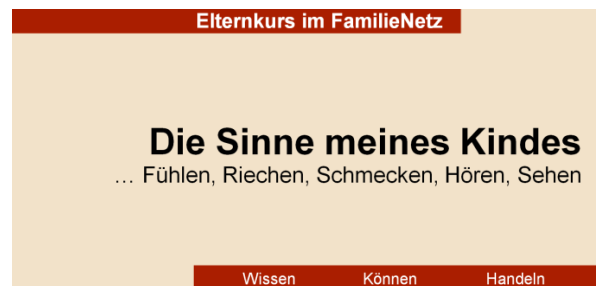 Elternkurs im FamilieNetz
Die Sinne meines Kindes
... Fühlen, Riechen, Schmecken, Hören, Sehen
Wissen Können Handeln